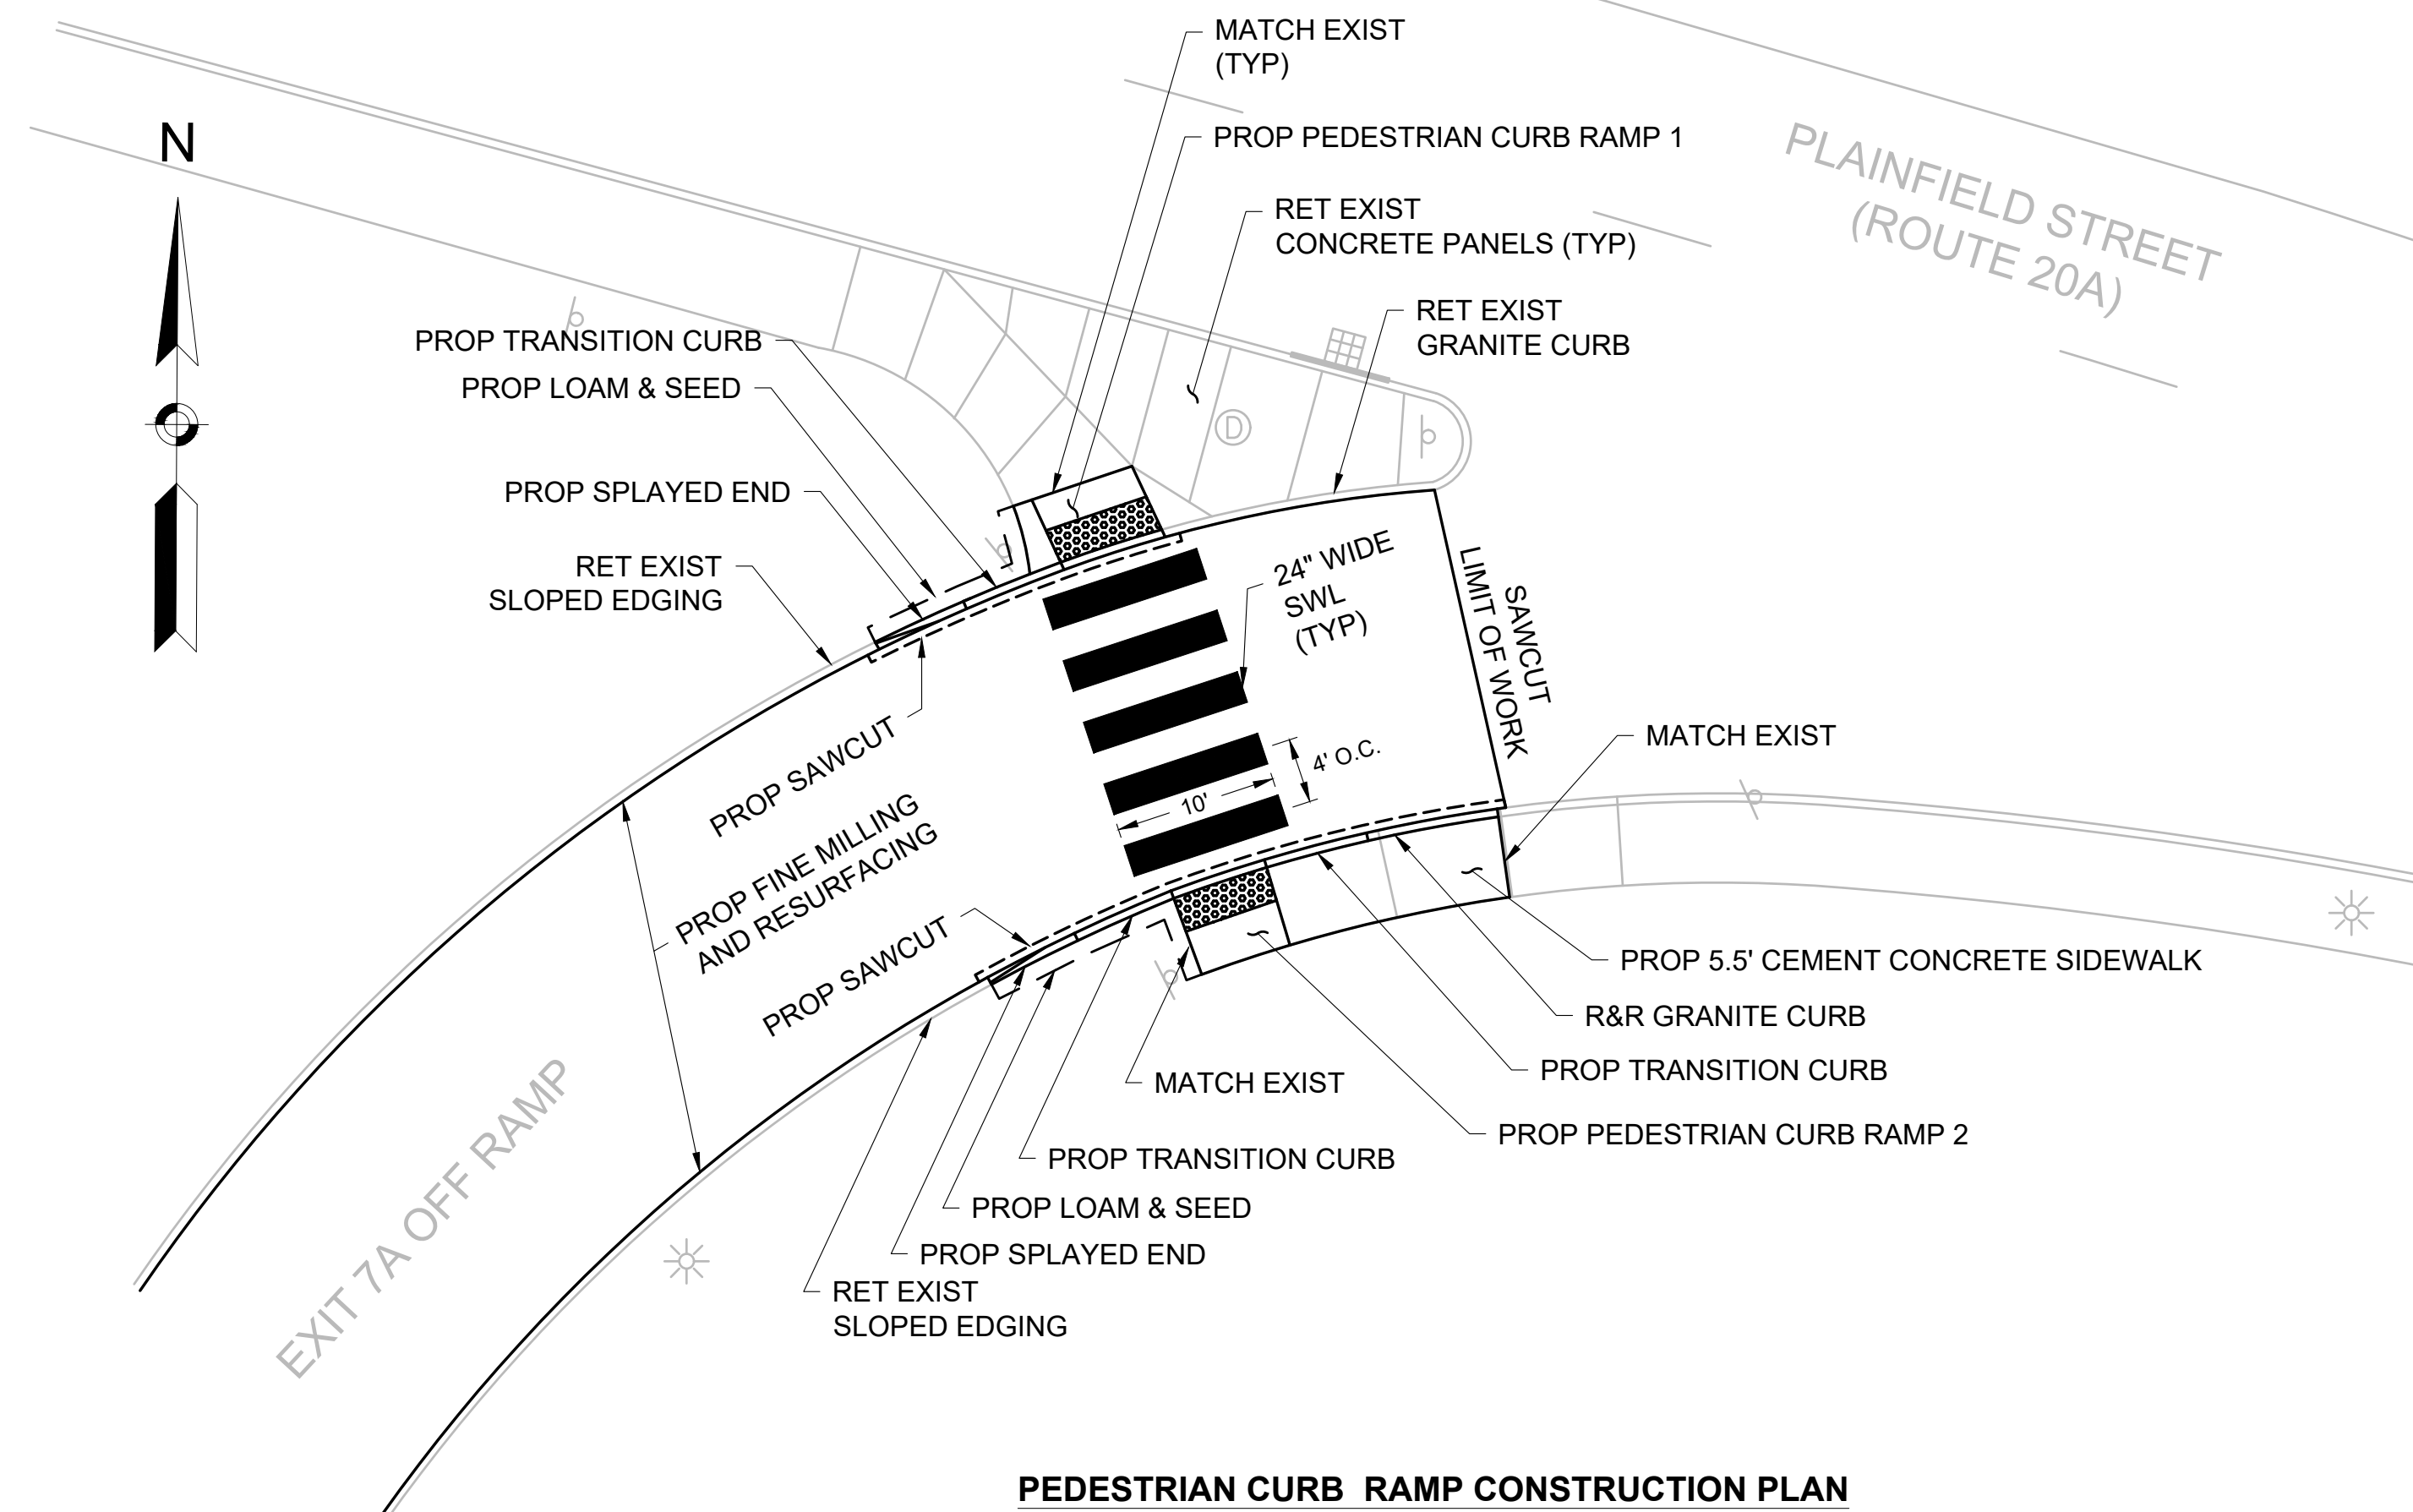 MATCH EXIST
(TYP)
N
PROP PEDESTRIAN CURB RAMP 1
PLAINFIELD STREET
(ROUTE 20A)
RET EXIST
CONCRETE PANELS (TYP)
RET EXIST
GRANITE CURB
PROP TRANSITION CURB
PROP LOAM & SEED
D
PROP SPLAYED END
RET EXIST
SLOPED EDGING
24" WIDE
SWL
(TYP)
SAWCUT
LIMIT OF WORK
PROP SAWCUT
MATCH EXIST
4' O.C.
10'
PROP FINE MILLING
AND RESURFACING
PROP SAWCUT
PROP 5.5' CEMENT CONCRETE SIDEWALK
R&R GRANITE CURB
PROP TRANSITION CURB
MATCH EXIST
PROP PEDESTRIAN CURB RAMP 2
PROP TRANSITION CURB
PROP LOAM & SEED
PROP SPLAYED END
RET EXIST
SLOPED EDGING
EXIT 7A OFF RAMP
PEDESTRIAN CURB RAMP CONSTRUCTION PLAN